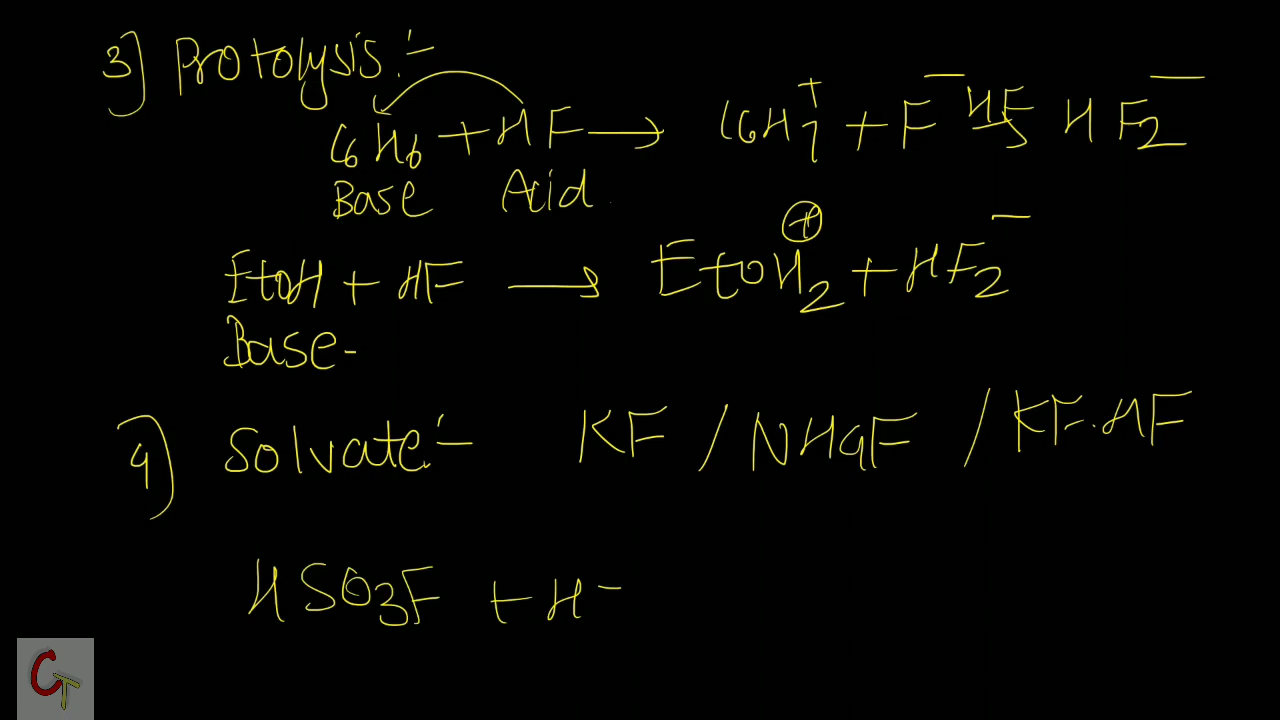 3) Protolysis:-
C6H6 + HF → C6H7⁺ + F⁻ HF→ HF2⁻
Base Acid
EtOH + HF → EtOH2⊕ + HF2⁻
Base-
4) Solvate:- KF / NH4F / KF.HF
HSO3F + H-
CT